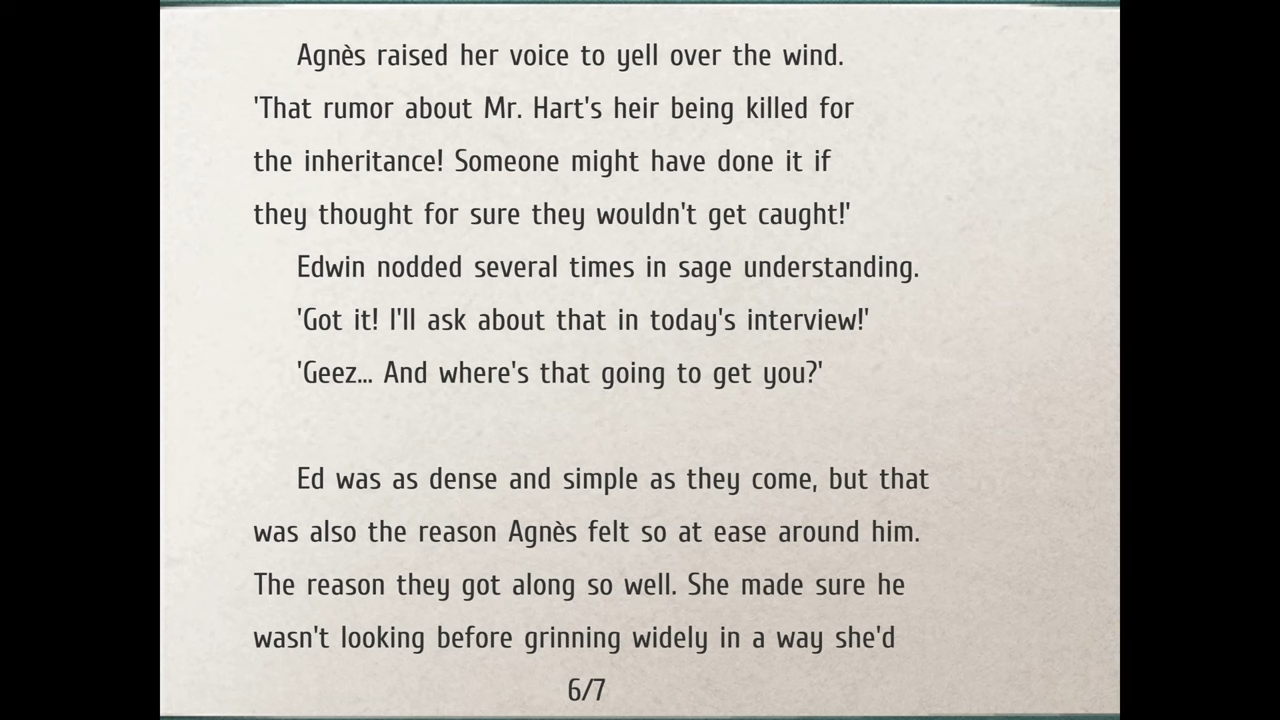 Agnès raised her voice to yell over the wind.
'That rumor about Mr. Hart's heir being killed for
the inheritance! Someone might have done it if
they thought for sure they wouldn't get caught!'
Edwin nodded several times in sage understanding.
'Got it! I'll ask about that in today's interview!'
'Geez... And where's that going to get you?'
Ed was as dense and simple as they come, but that
was also the reason Agnès felt so at ease around him.
The reason they got along so well. She made sure he
wasn't looking before grinning widely in a way she'd
6/7